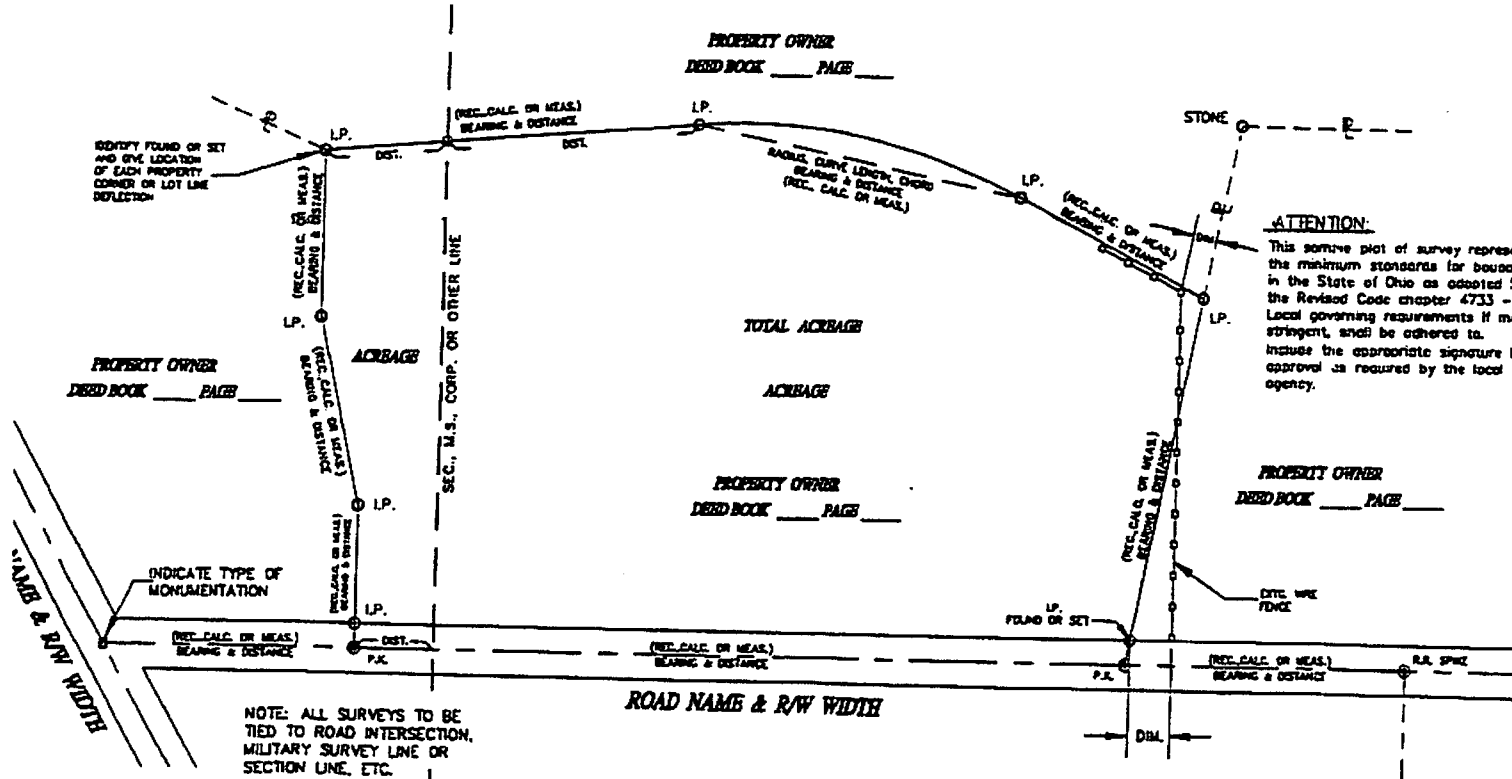 PROPERTY OWNER
DEED BOOK ____ PAGE ____
(REC., CALC. OR MEAS.)
BEARING & DISTANCE
I.P.
I.P.
DIST.
DIST.
STONE
IDENTIFY FOUND OR SET
AND GIVE LOCATION
OF EACH PROPERTY
CORNER OR LOT LINE
DEFLECTION
RADIUS, CURVE LENGTH, CHORD
BEARING & DISTANCE
(REC., CALC. OR MEAS.)
I.P.
(REC., CALC. OR MEAS.)
BEARING & DISTANCE
DIM.
(REC., CALC. OR MEAS.)
BEARING & DISTANCE
ATTENTION:
This sample plat of survey represe
the minimum standards for bounda
in the State of Ohio as adopted
the Revised Code chapter 4733 -
Local governing requirements if m
stringent, shall be adhered to.
Include the appropriate signature
approval as required by the local
agency.
I.P.
I.P.
SEC., M.S., CORP. OR OTHER LINE
TOTAL ACREAGE
ACREAGE
ACREAGE
PROPERTY OWNER
DEED BOOK ____ PAGE ____
(REC., CALC. OR MEAS.)
BEARING & DISTANCE
I.P.
PROPERTY OWNER
DEED BOOK ____ PAGE ____
(REC., CALC. OR MEAS.)
BEARING & DISTANCE
PROPERTY OWNER
DEED BOOK ____ PAGE ____
(REC., CALC. OR MEAS.)
BEARING & DISTANCE
INDICATE TYPE OF
MONUMENTATION
I.P.
EXTG. WIRE
FENCE
I.P.
FOUND OR SET
NAME & R/W WIDTH
(REC., CALC. OR MEAS.)
BEARING & DISTANCE
DIST.
P.K.
(REC., CALC. OR MEAS.)
BEARING & DISTANCE
P.K.
(REC., CALC. OR MEAS.)
BEARING & DISTANCE
R.R. SPIKE
ROAD NAME & R/W WIDTH
DIM.
NOTE: ALL SURVEYS TO BE
TIED TO ROAD INTERSECTION,
MILITARY SURVEY LINE OR
SECTION LINE, ETC.